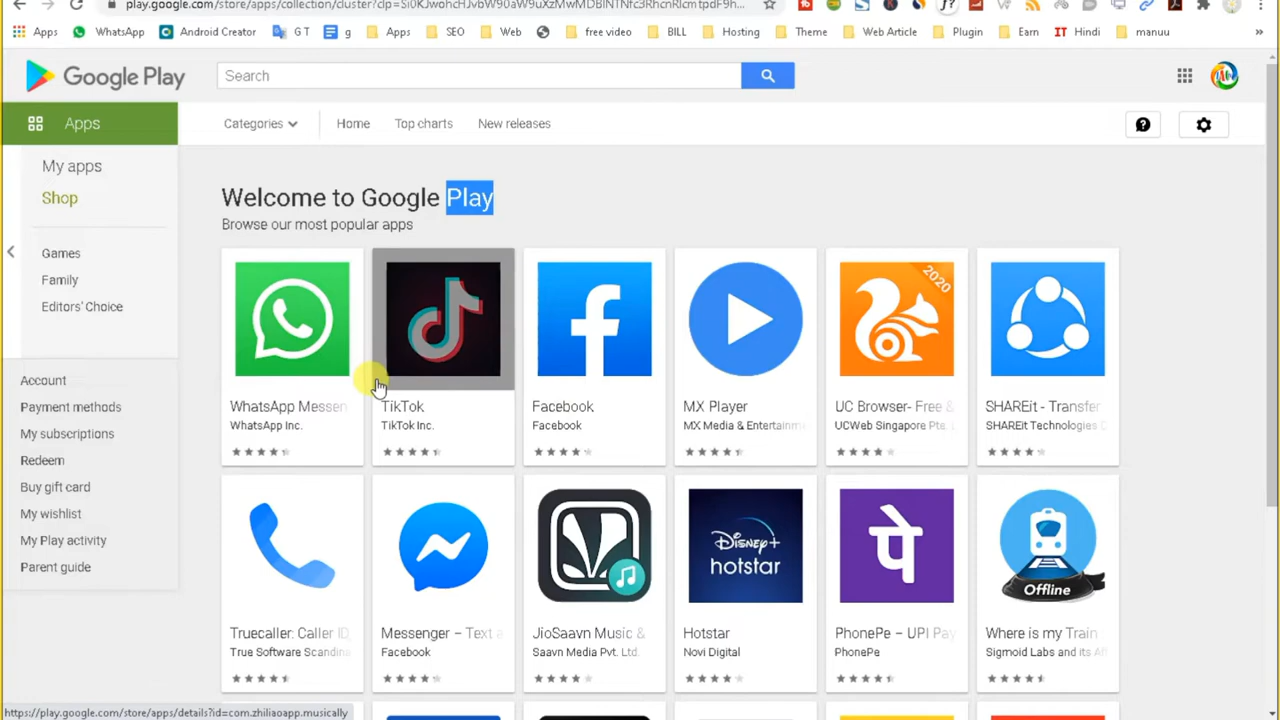 play.google.com/store/apps/collection/cluster?clp=
Apps WhatsApp Android Creator G T g Apps SEO Web free video BILL Hosting Theme Web Article Plugin Earn IT Hindi manuu »
Google Play
Search
Apps
Categories Home Top charts New releases
My apps
Shop
Games
Family
Editors' Choice
Account
Payment methods
My subscriptions
Redeem
Buy gift card
My wishlist
My Play activity
Parent guide
Welcome to Google Play
Browse our most popular apps
2020
WhatsApp Messen TikTok Facebook MX Player UC Browser- Free & SHAREit - Transfer
WhatsApp Inc. TikTok Inc. Facebook MX Media & Entertainm UCWeb Singapore Pte. SHAREit Technologies
Disney+
hotstar
पे
Offline
Truecaller: Caller ID, Messenger – Text a JioSaavn Music & Hotstar PhonePe – UPI Pay Where is my Train
True Software Scandina Facebook Saavn Media Pvt. Ltd. Novi Digital PhonePe Sigmoid Labs and its
https://play.google.com/store/apps/details?id=com.zhiliaoapp.musically